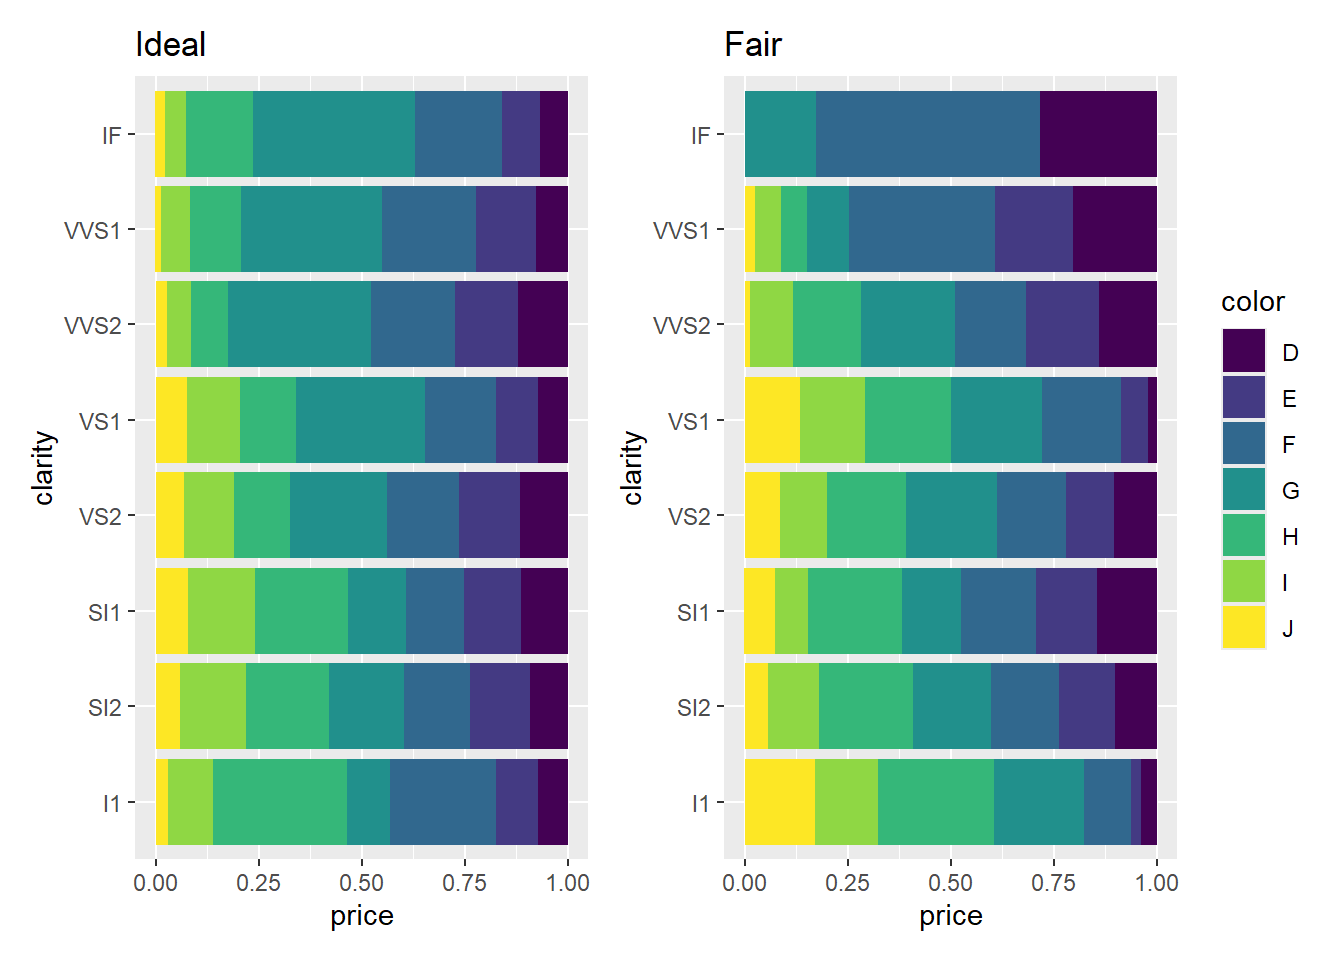 Ideal
IF
VVS1
VVS2
VS1
VS2
SI1
SI2
I1
clarity
0.00 0.25 0.50 0.75 1.00
price
Fair
IF
VVS1
VVS2
VS1
VS2
SI1
SI2
I1
clarity
0.00 0.25 0.50 0.75 1.00
price
color
D
E
F
G
H
I
J